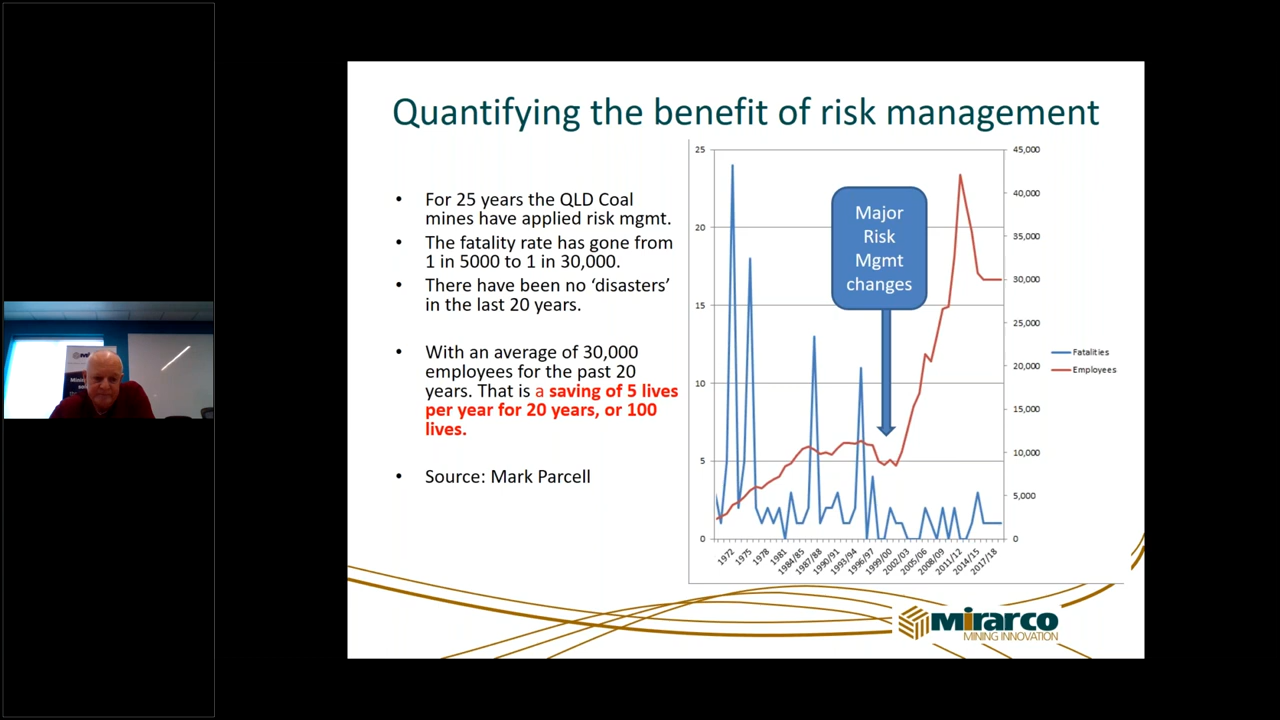 Quantifying the benefit of risk management
• For 25 years the QLD Coal
mines have applied risk mgmt.
• The fatality rate has gone from
1 in 5000 to 1 in 30,000.
• There have been no ‘disasters’
in the last 20 years.
• With an average of 30,000
employees for the past 20
years. That is a saving of 5 lives
per year for 20 years, or 100
lives.
• Source: Mark Parcell
25
20
15
10
5
0
Major
Risk
Mgmt
changes
45,000
40,000
35,000
30,000
25,000
20,000
15,000
10,000
5,000
0
Fatalities
Employees
1972
1975
1978
1981
1984/85
1987/88
1990/91
1993/94
1996/97
1999/00
2002/03
2005/06
2008/09
2011/12
2014/15
2017/18
Mirarco
MINING INNOVATION